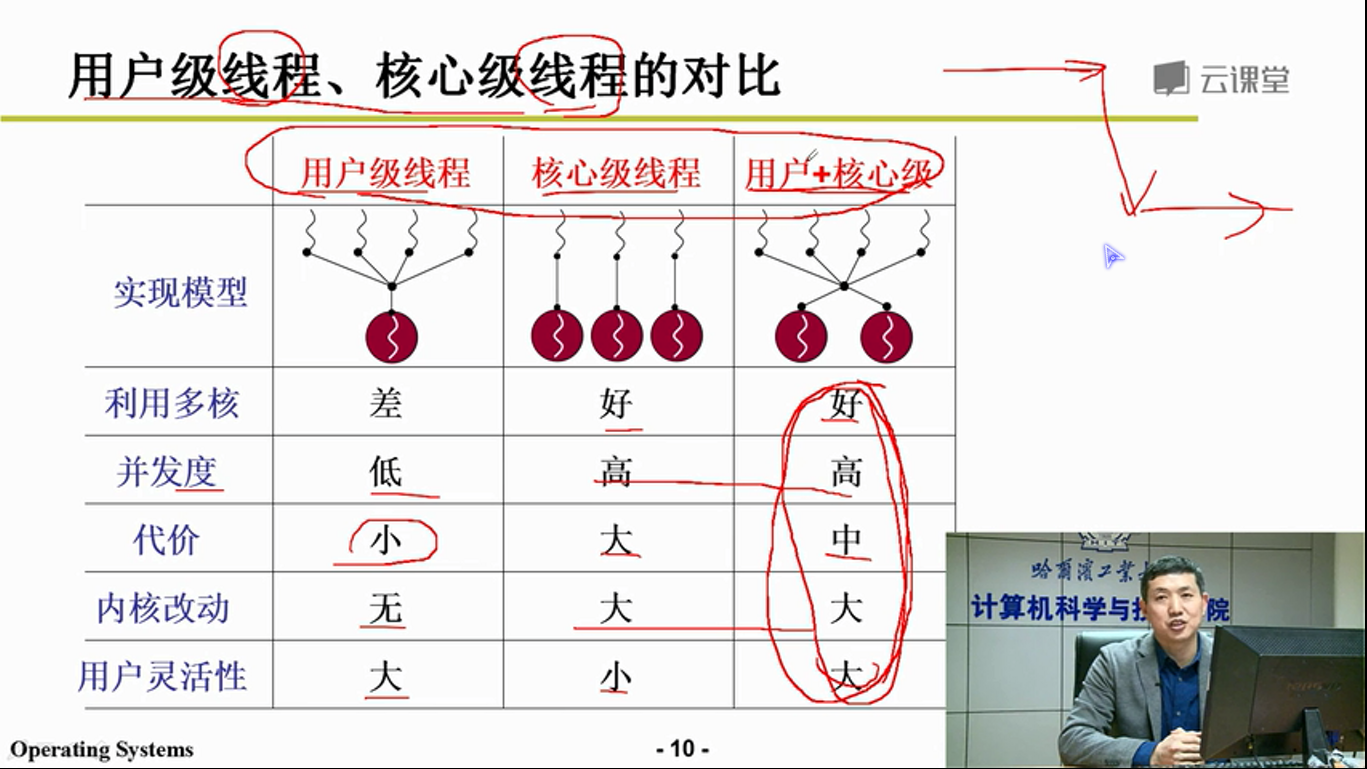 用户级线程、核心级线程的对比
云课堂
用户级线程 核心级线程 用户+核心级
实现模型
利用多核 差 好 好
并发度 低 高 高
代价 小 大 中
内核改动 无 大 大
用户灵活性 大 小 大
哈尔滨工业大
计算机科学与技 院
Operating Systems
- 10 -